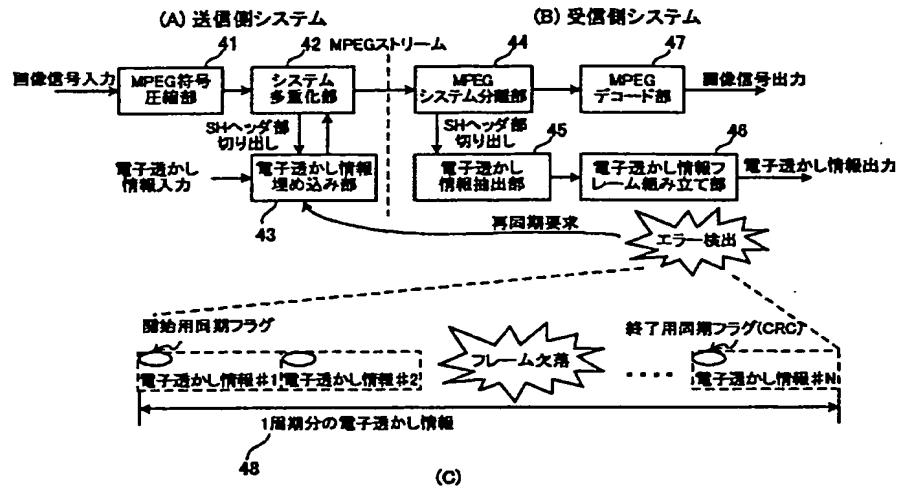 (A) 送信側システム
(B) 受信側システム
41
42
MPEGストリーム
44
47
画像信号入力
MPEG符号
圧縮部
システム
多重化部
MPEG
システム分離部
MPEG
デコード部
画像信号出力
SHヘッダ部
切り出し
SHヘッダ部
切り出し
45
46
電子透かし
情報入力
電子透かし情報
埋め込み部
電子透かし
情報抽出部
電子透かし情報フ
レーム組み立て部
電子透かし情報出力
43
再同期要求
エラー検出
開始用同期フラグ
終了用同期フラグ(CRC)
電子透かし情報#1
電子透かし情報#2
フレーム欠落
・・・・
電子透かし情報#N
1周期分の電子透かし情報
48
(C)